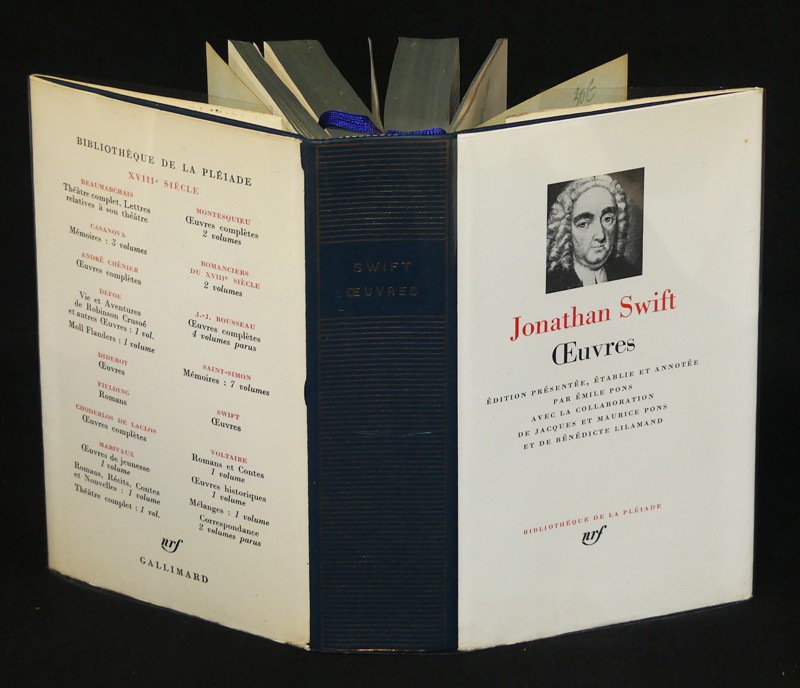 BIBLIOTHÈQUE DE LA PLÉIADE
XVIIIe SIÈCLE
BEAUMARCHAIS
Théâtre complet, Lettres
relatives à son théâtre
CASANOVA
Mémoires : 3 volumes
ANDRÉ CHÉNIER
Œuvres complètes
DEFOE
Vie et Aventures
de Robinson Crusoé
et autres Œuvres : 1 vol.
Moll Flanders : 1 volume
DIDEROT
Œuvres
FIELDING
Romans
CHODERLOS DE LACLOS
Œuvres complètes
MARIVAUX
Œuvres de jeunesse
1 volume
Romans, Récits, Contes
et Nouvelles : 1 volume
Théâtre complet : 1 vol.
MONTESQUIEU
Œuvres complètes
2 volumes
ROMANCIERS
DU XVIIIe SIÈCLE
2 volumes
J.-J. ROUSSEAU
Œuvres complètes
4 volumes parus
SAINT-SIMON
Mémoires : 7 volumes
SWIFT
Œuvres
VOLTAIRE
Romans et Contes
1 volume
Œuvres historiques
1 volume
Mélanges : 1 volume
Correspondance
2 volumes parus
nrf
GALLIMARD
SWIFT
ŒUVRES
30€
Jonathan Swift
Œuvres
ÉDITION PRÉSENTÉE, ÉTABLIE ET ANNOTÉE
PAR ÉMILE PONS
AVEC LA COLLABORATION
DE JACQUES ET MAURICE PONS
ET DE BÉNÉDICTE LILAMAND
BIBLIOTHÈQUE DE LA PLÉIADE
nrf